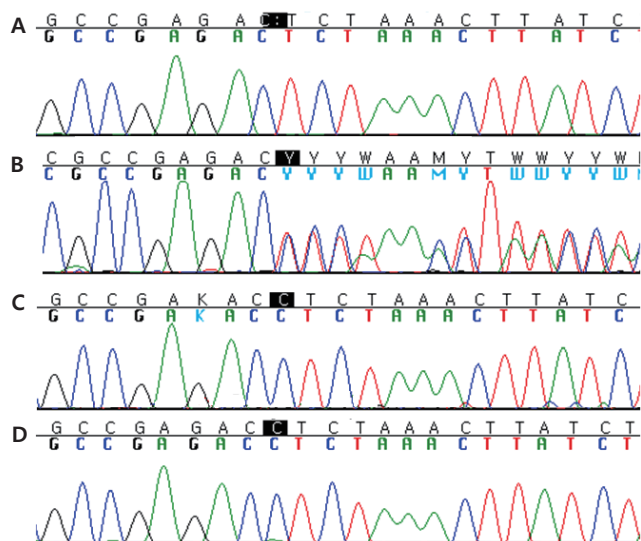 A G C C G A G A C : T C T A A A C T T A T C
G C C G A G A C T C T A A A C T T A T C
B C G C C G A G A C Y Y Y W A A M Y T W W Y Y W
C G C C G A G A C Y Y Y W A A M Y T W W Y Y W
C G C C G A K A C C T C T A A A C T T A T C
G C C G A K A C C T C T A A A C T T A T C
D G C C G A G A C C T C T A A A C T T A T C T
G C C G A G A C C T C T A A A C T T A T C T